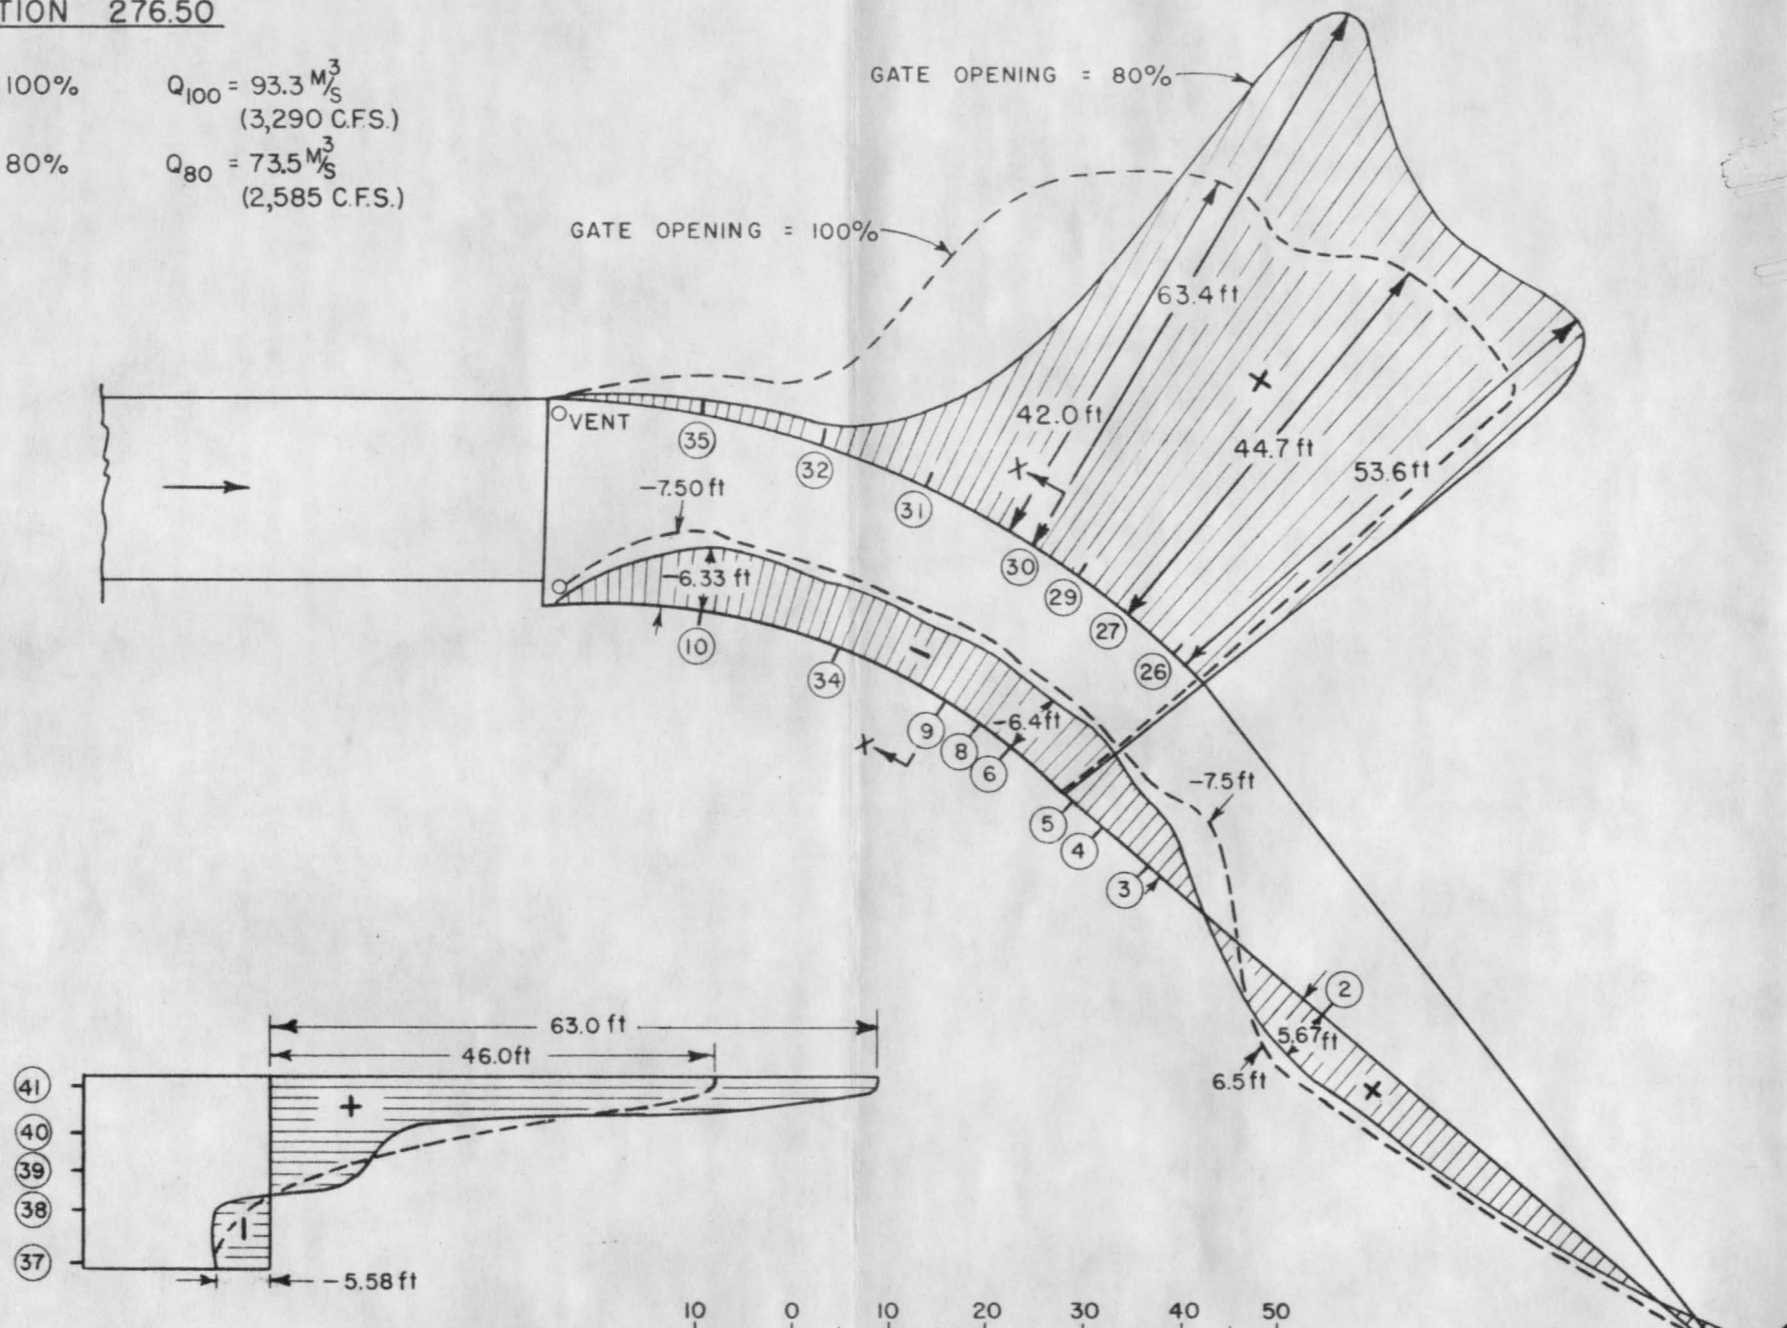 276.50
100% Q100 = 93.3 M³/S
(3,290 C.F.S.)
80% Q80 = 73.5 M³/S
(2,585 C.F.S.)
GATE OPENING = 80%
GATE OPENING = 100%
63.4 ft
42.0 ft
44.7 ft
53.6 ft
VENT
35
32
31
30
29
27
26
X
-7.50 ft
-6.33 ft
10
34
9
8
6
-6.4 ft
X
5
4
3
-7.5 ft
2
5.67 ft
6.5 ft
+
+
-
63.0 ft
46.0 ft
41
40
39
38
37
+
-
-5.58 ft
10 0 10 20 30 40 50